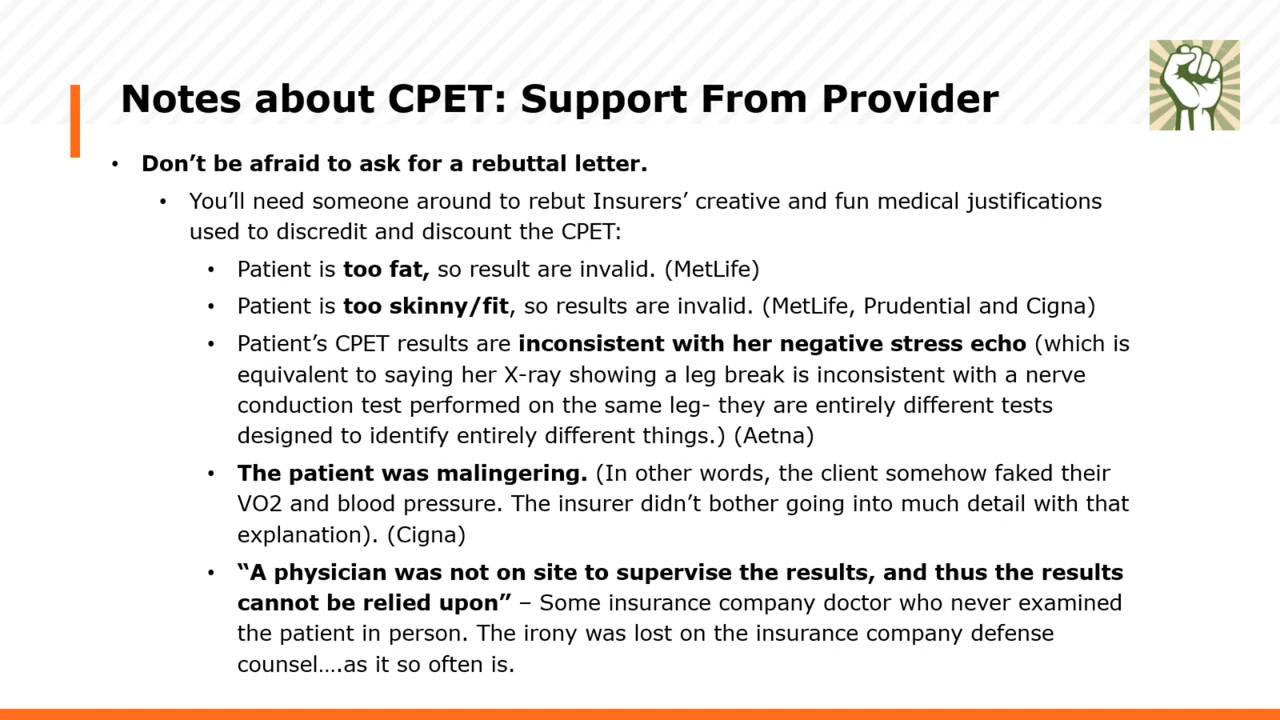 Notes about CPET: Support From Provider
• Don’t be afraid to ask for a rebuttal letter.
• You’ll need someone around to rebut Insurers’ creative and fun medical justifications
used to discredit and discount the CPET:
• Patient is too fat, so result are invalid. (MetLife)
• Patient is too skinny/fit, so results are invalid. (MetLife, Prudential and Cigna)
• Patient’s CPET results are inconsistent with her negative stress echo (which is
equivalent to saying her X-ray showing a leg break is inconsistent with a nerve
conduction test performed on the same leg- they are entirely different tests
designed to identify entirely different things.) (Aetna)
• The patient was malingering. (In other words, the client somehow faked their
VO2 and blood pressure. The insurer didn’t bother going into much detail with that
explanation). (Cigna)
• “A physician was not on site to supervise the results, and thus the results
cannot be relied upon” – Some insurance company doctor who never examined
the patient in person. The irony was lost on the insurance company defense
counsel….as it so often is.